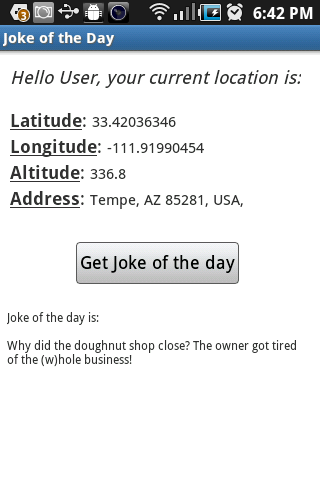 3
6:42 PM
Joke of the Day
Hello User, your current location is:
Latitude: 33.42036346
Longitude: -111.91990454
Altitude: 336.8
Address: Tempe, AZ 85281, USA,
Get Joke of the day
Joke of the day is:
Why did the doughnut shop close? The owner got tired
of the (w)hole business!